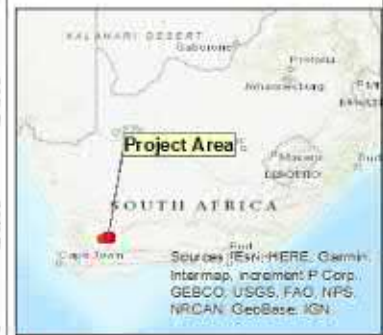 KALAHARI DESERT
Gaborone
Pretoria
Johannesburg
Project Area
Maseru
LESOTHO
SOUTH AFRICA
Cape Town
Sources: Esri, HERE, Garmin,
Intermap, increment P Corp.,
GEBCO, USGS, FAO, NPS,
NRCAN, GeoBase, IGN,